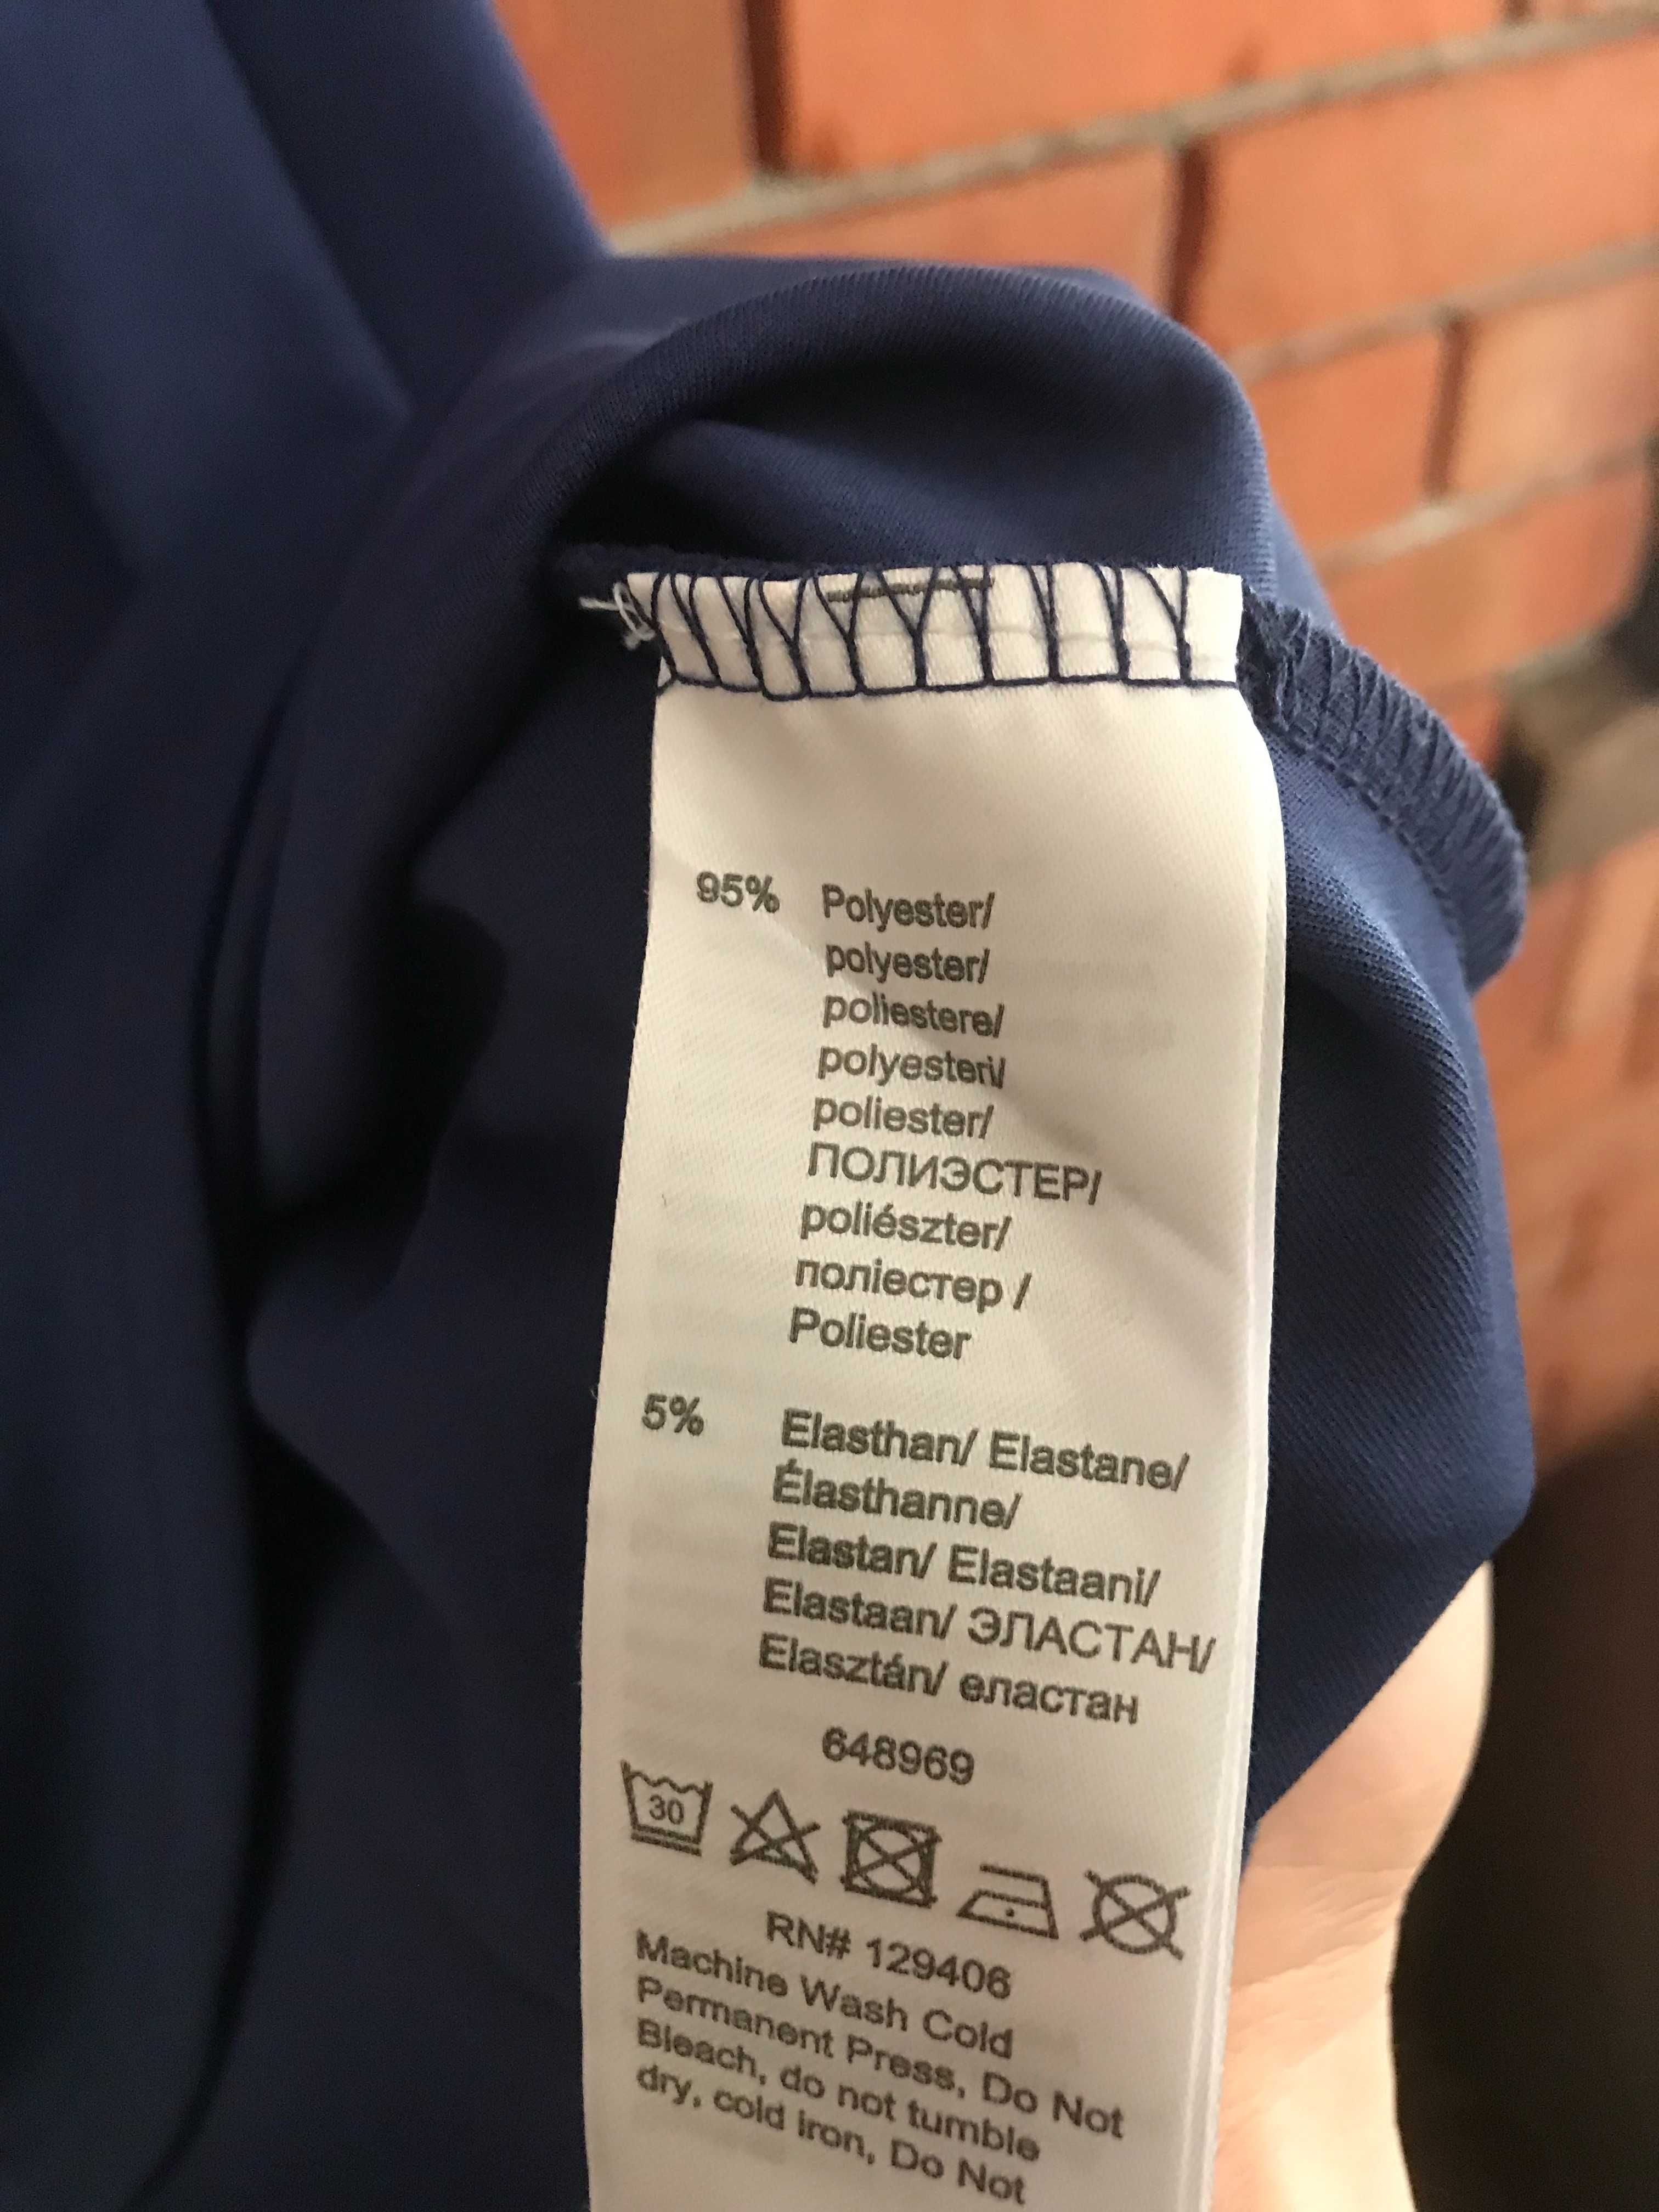 95% Polyester/
polyester/
poliestere/
polyesteri/
poliester/
ПОЛИЭСТЕР/
poliészter/
поліестер /
Poliester
5% Elasthan/ Elastane/
Élasthanne/
Elastan/ Elastaani/
Elastaan/ ЭЛАСТАН/
Elasztán/ еластан
648969
30
RN# 129406
Machine Wash Cold
Permanent Press, Do Not
Bleach, do not tumble
dry, cold iron, Do Not